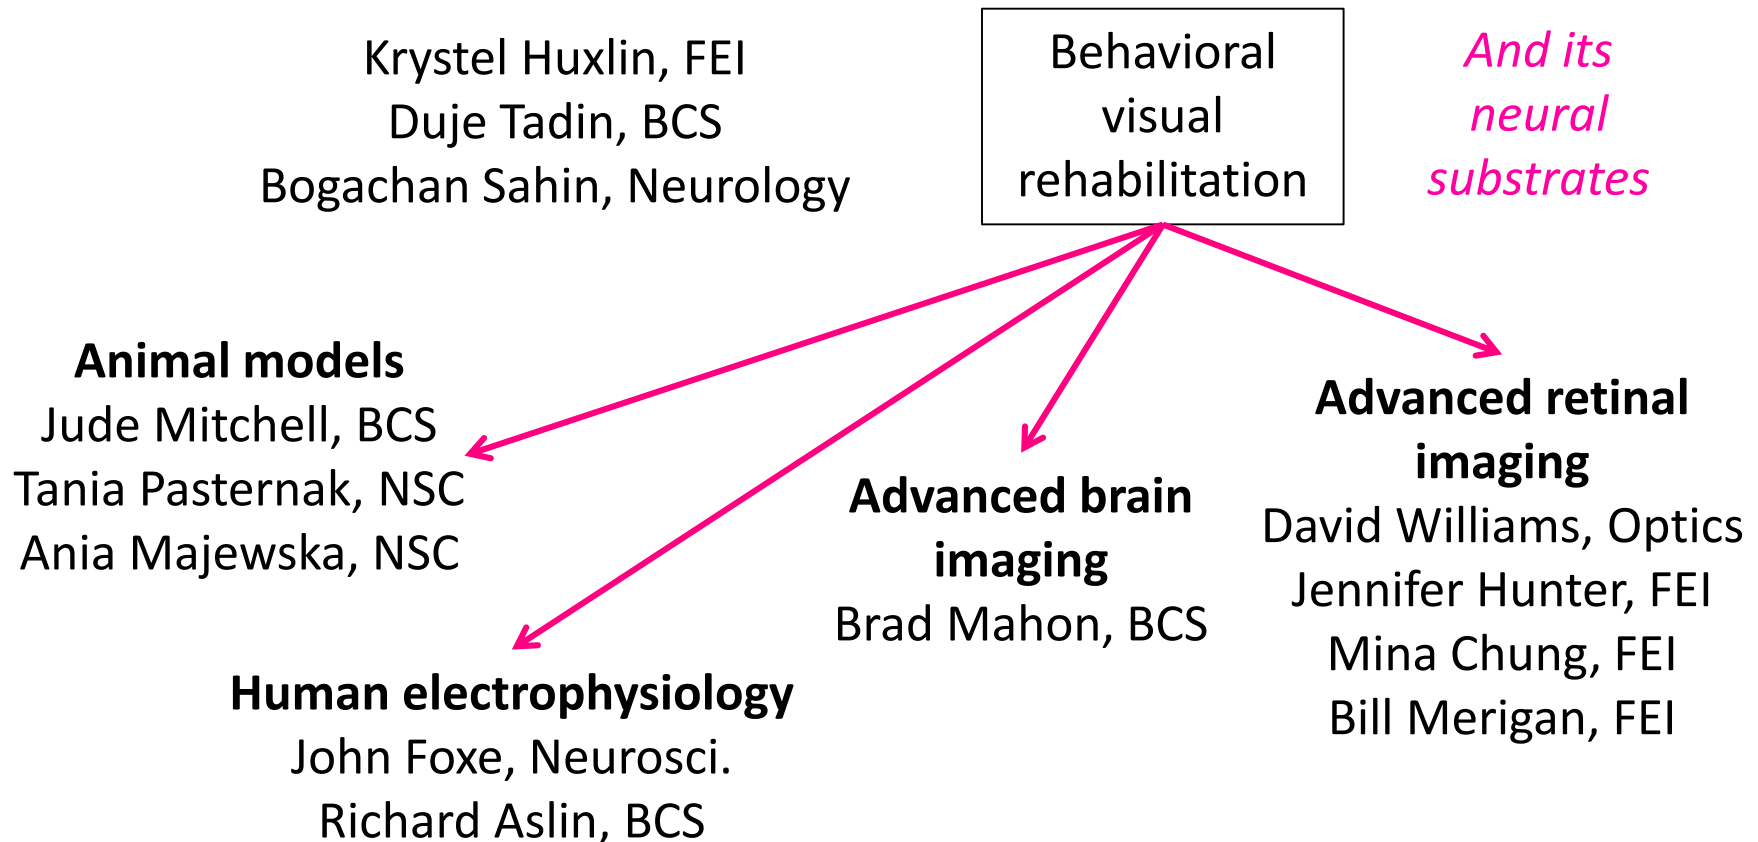 Krystel Huxlin, FEI
Duje Tadin, BCS
Bogachan Sahin, Neurology
Behavioral
visual
rehabilitation
And its
neural
substrates
Animal models
Jude Mitchell, BCS
Tania Pasternak, NSC
Ania Majewska, NSC
Human electrophysiology
John Foxe, Neurosci.
Richard Aslin, BCS
Advanced brain
imaging
Brad Mahon, BCS
Advanced retinal
imaging
David Williams, Optics
Jennifer Hunter, FEI
Mina Chung, FEI
Bill Merigan, FEI